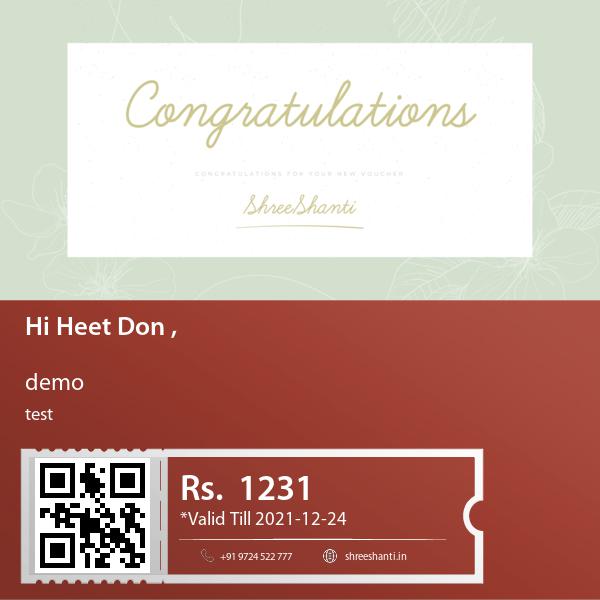 Congratulations
CONGRATULATIONS FOR YOUR NEW VOUCHER
ShreeShanti
Hi Heet Don ,
demo
test
Rs. 1231
*Valid Till 2021-12-24
+91 9724 522 777 shreeshanti.in